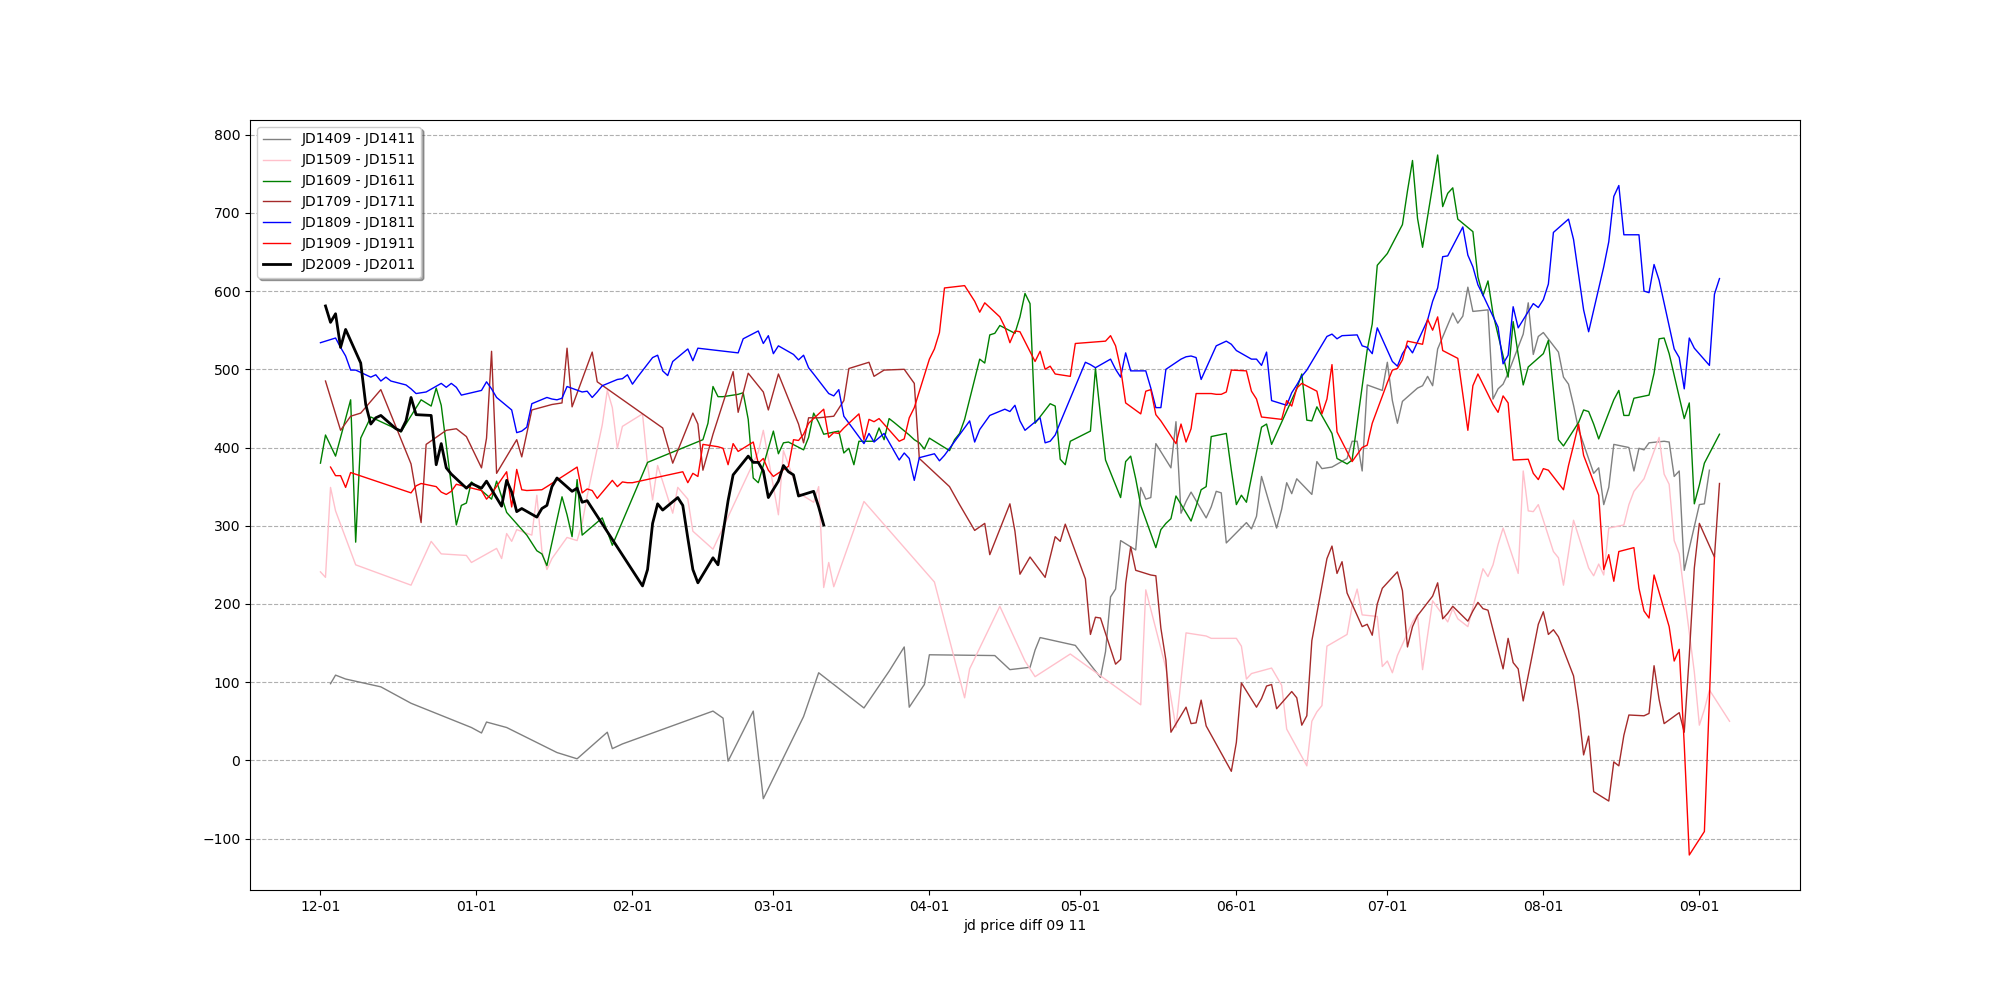 JD1409 - JD1411
JD1509 - JD1511
JD1609 - JD1611
JD1709 - JD1711
JD1809 - JD1811
JD1909 - JD1911
JD2009 - JD2011
800
700
600
500
400
300
200
100
0
−100
12-01 01-01 02-01 03-01 04-01 05-01 06-01 07-01 08-01 09-01
jd price diff 09 11